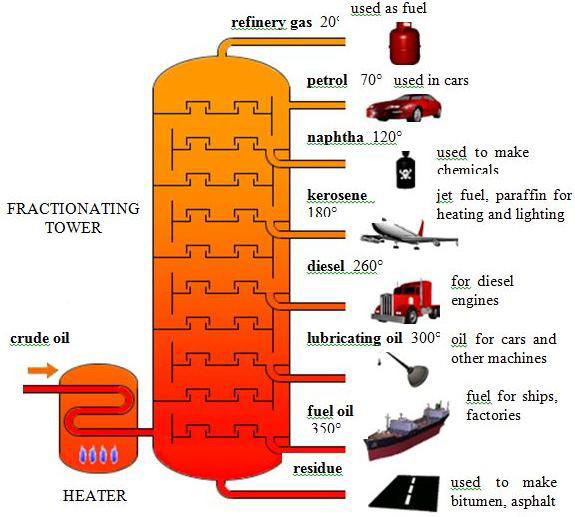 used as fuel
refinery gas 20°
petrol 70° used in cars
naphtha 120°
used to make
chemicals
kerosene
180°
jet fuel, paraffin for
heating and lighting
FRACTIONATING
TOWER
diesel 260°
for diesel
engines
crude oil
lubricating oil 300° oil for cars and
other machines
fuel oil
350°
fuel for ships,
factories
residue
used to make
bitumen, asphalt
HEATER